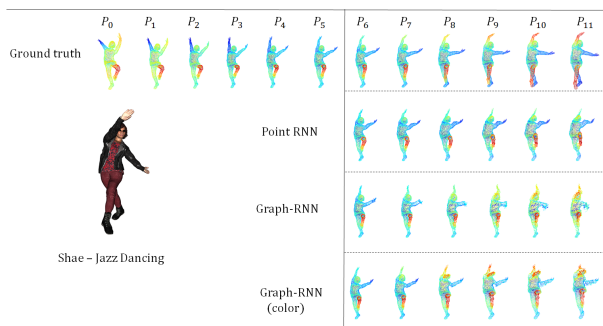 P0 P1 P2 P3 P4 P5 P6 P7 P8 P9 P10 P11
Ground truth
Point RNN
Graph-RNN
Shae – Jazz Dancing
Graph-RNN
(color)